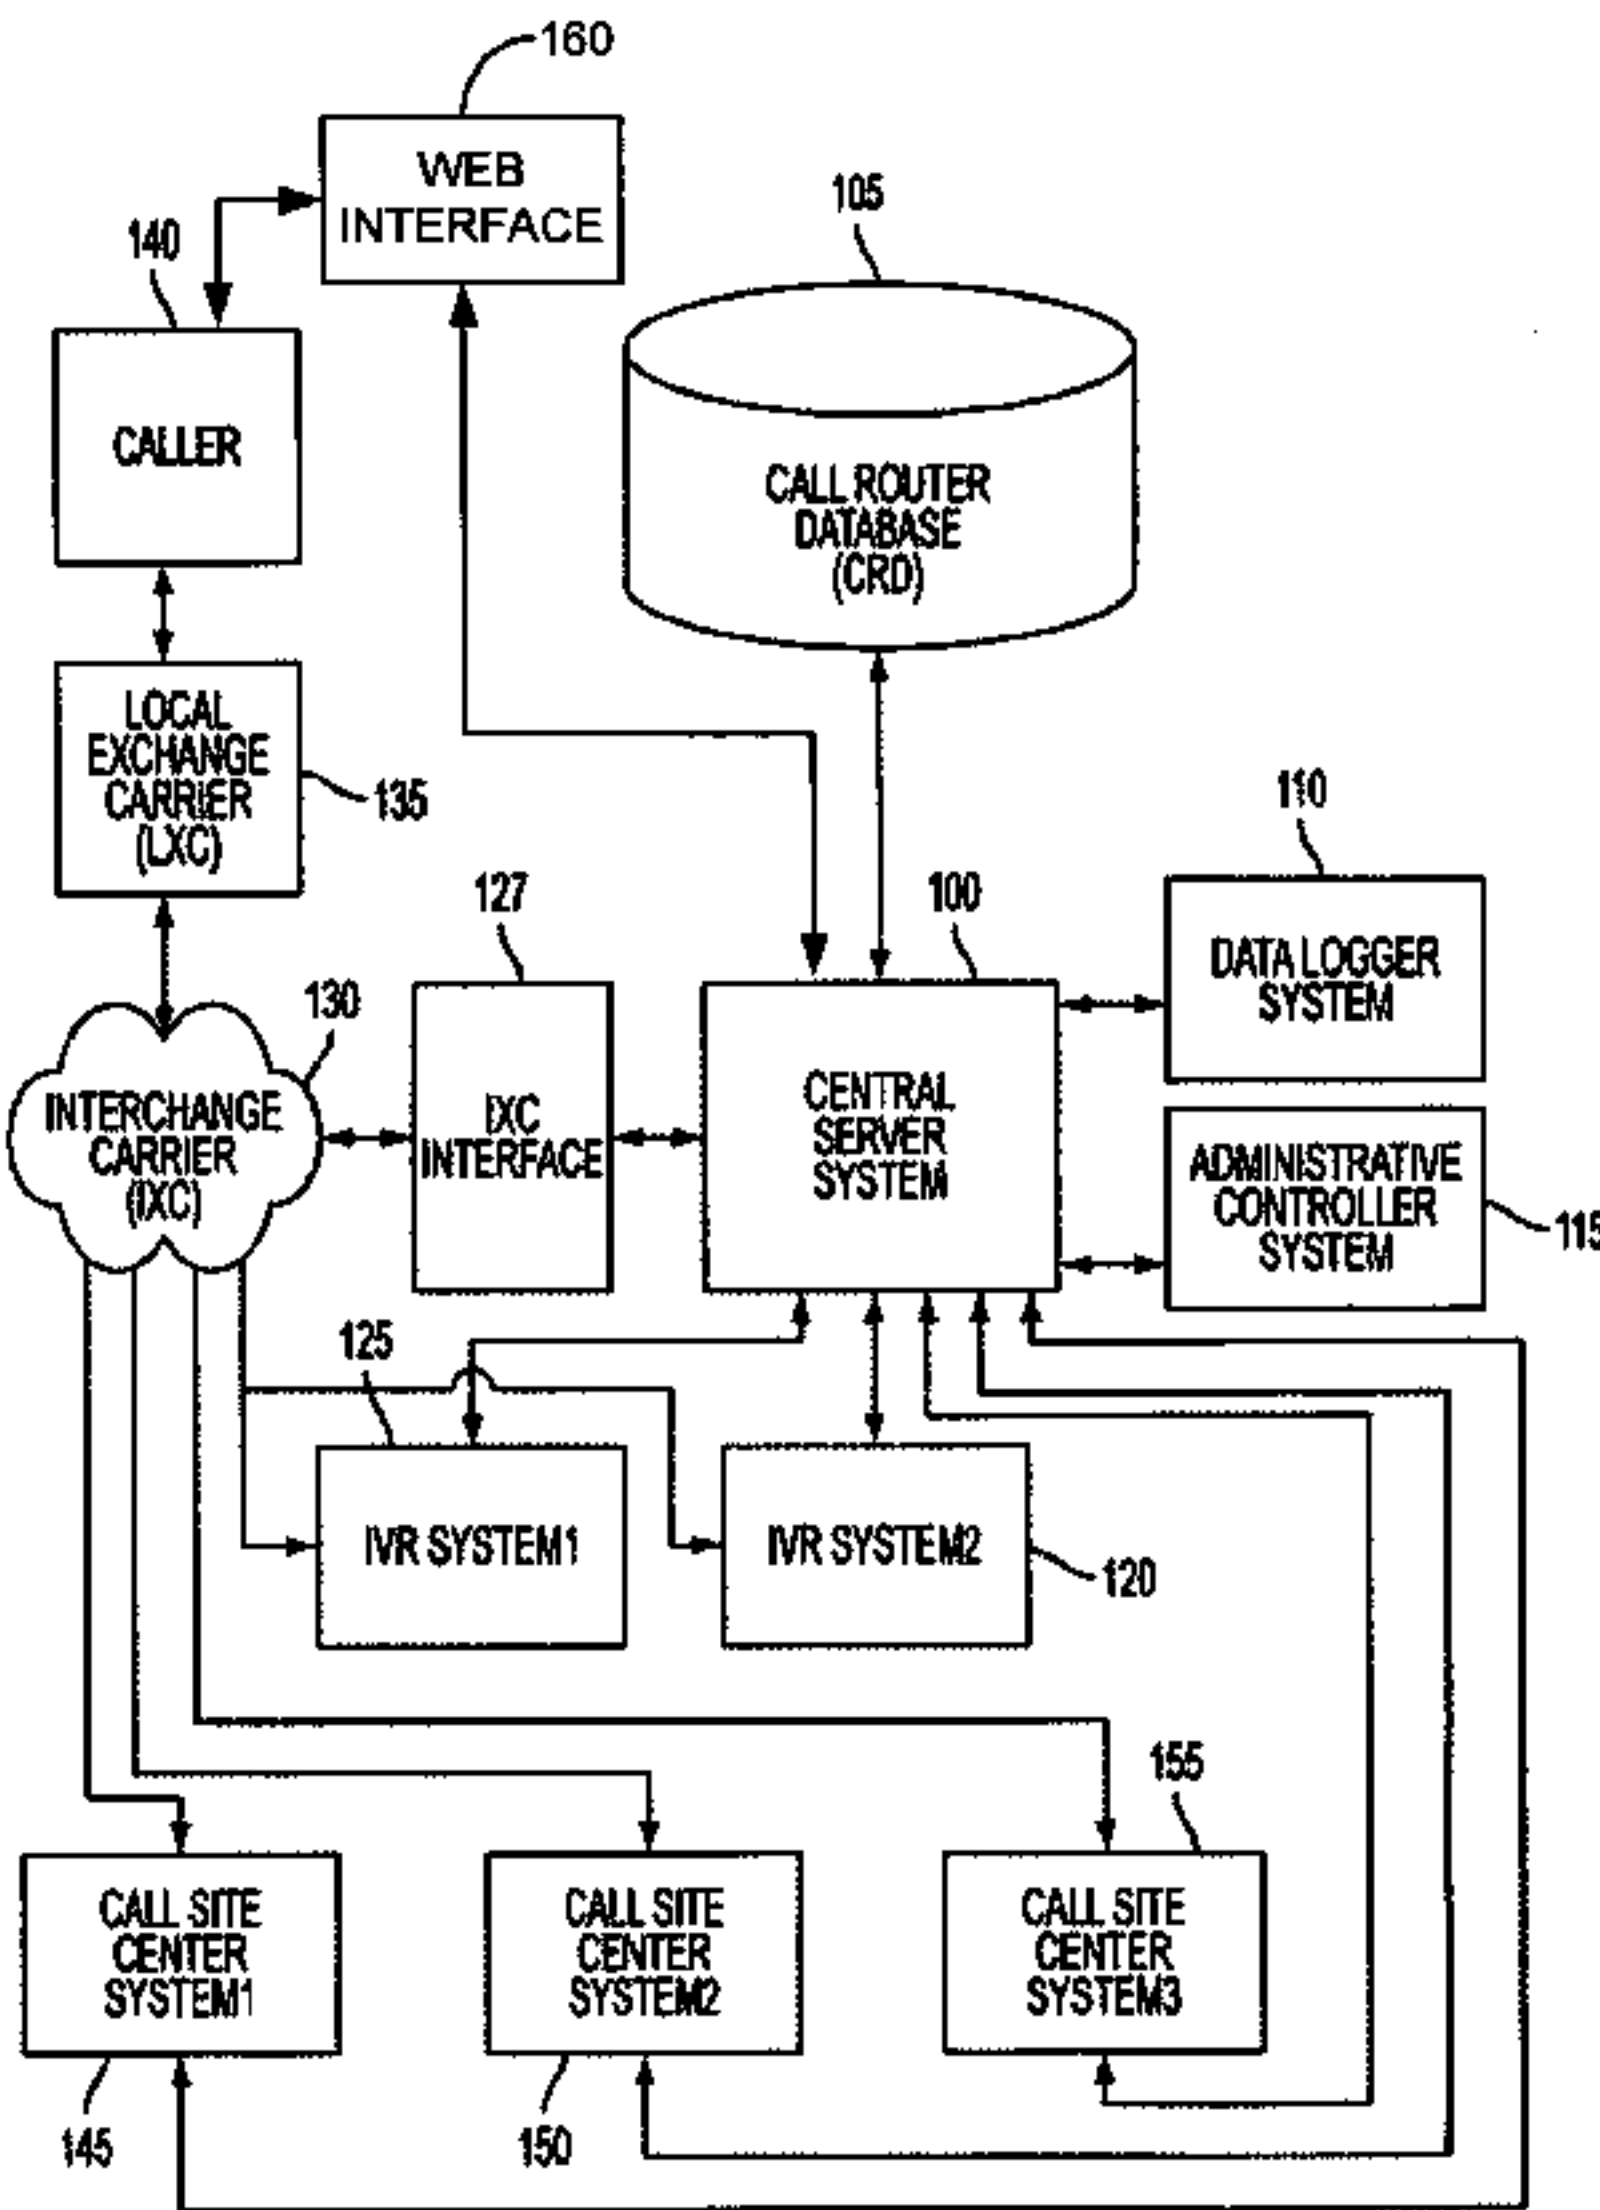 160
WEB
INTERFACE
105
140
CALLER
CALL ROUTER
DATABASE
(CRD)
LOCAL
EXCHANGE
CARRIER
(LXC)
135
110
127
100
DATA LOGGER
SYSTEM
130
INTERCHANGE
CARRIER
(IXC)
IXC
INTERFACE
CENTRAL
SERVER
SYSTEM
ADMINISTRATIVE
CONTROLLER
SYSTEM
115
125
IVR SYSTEM1
IVR SYSTEM2
120
155
CALL SITE
CENTER
SYSTEM1
CALL SITE
CENTER
SYSTEM2
CALL SITE
CENTER
SYSTEM3
145
150